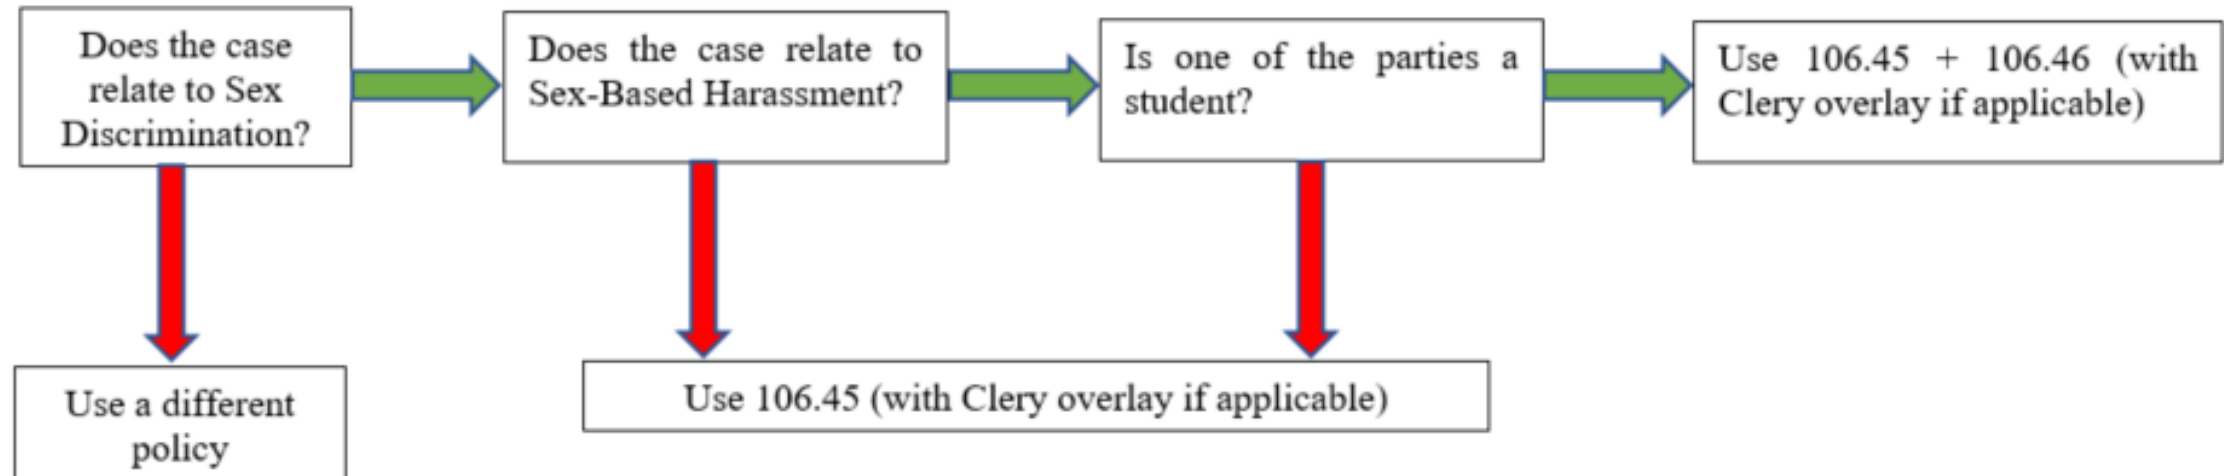 Does the case
relate to Sex
Discrimination?
Does the case relate to
Sex-Based Harassment?
Is one of the parties a
student?
Use 106.45 + 106.46 (with
Clery overlay if applicable)
Use a different
policy
Use 106.45 (with Clery overlay if applicable)